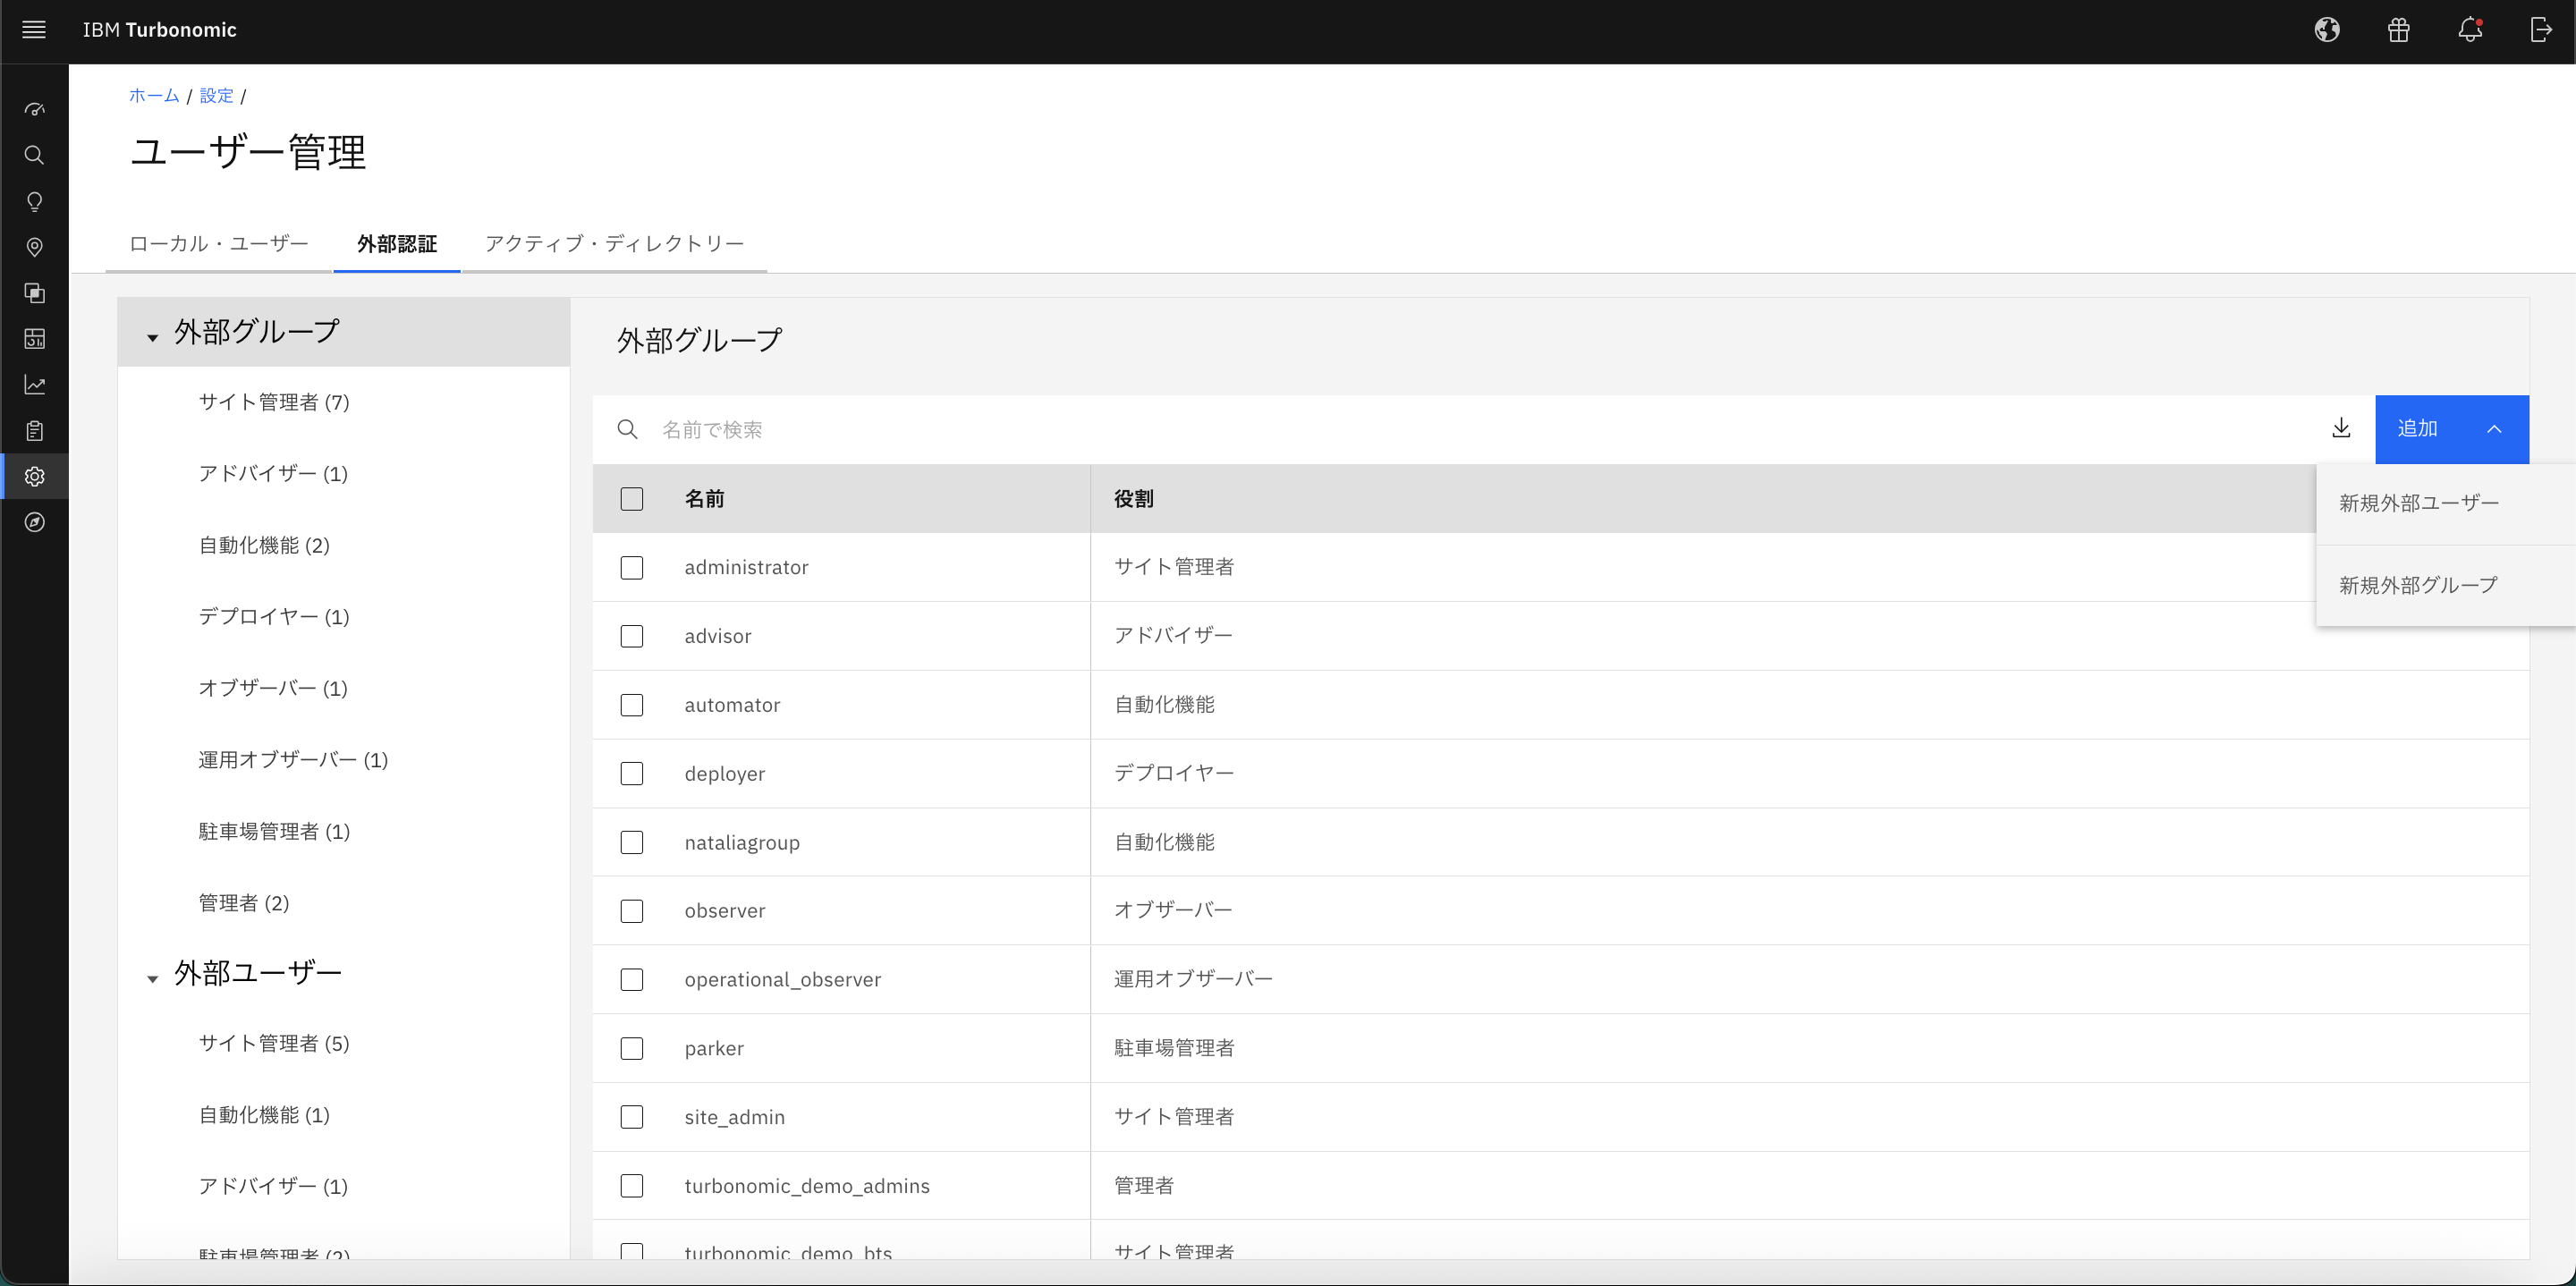 IBM Turbonomic
ホーム / 設定 /
ユーザー管理
ローカル・ユーザー
外部認証
アクティブ・ディレクトリー
外部グループ
サイト管理者 (7)
アドバイザー (1)
自動化機能 (2)
デプロイヤー (1)
オブザーバー (1)
運用オブザーバー (1)
駐車場管理者 (1)
管理者 (2)
外部ユーザー
サイト管理者 (5)
自動化機能 (1)
アドバイザー (1)
駐車場管理者 (2)
外部グループ
名前で検索
追加
新規外部ユーザー
新規外部グループ
名前 役割
administrator サイト管理者
advisor アドバイザー
automator 自動化機能
deployer デプロイヤー
nataliagroup 自動化機能
observer オブザーバー
operational_observer 運用オブザーバー
parker 駐車場管理者
site_admin サイト管理者
turbonomic_demo_admins 管理者
turbonomic_demo_bts サイト管理者